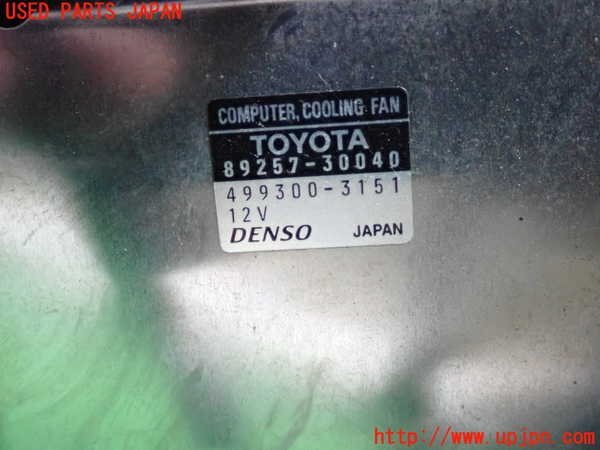 USED PARTS JAPAN
COMPUTER, COOLING FAN
TOYOTA
89257-30040
499300-3151
12V
DENSO JAPAN
http://www.upjpn.com